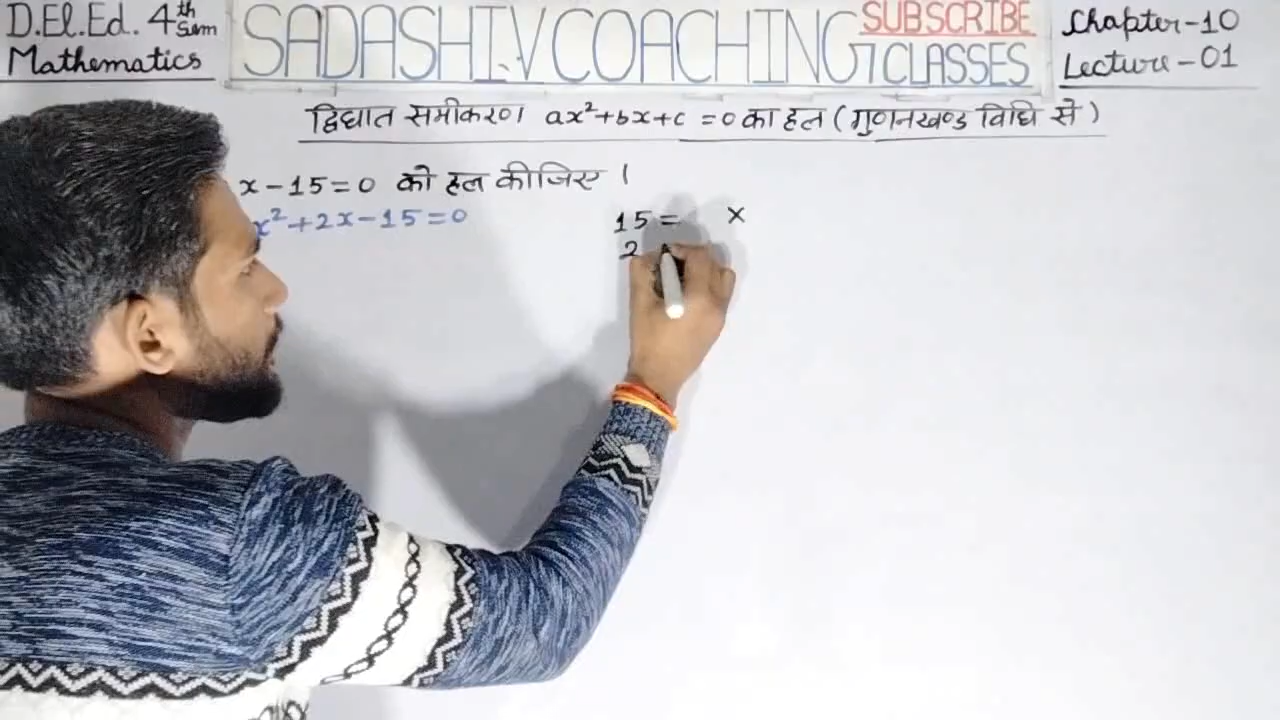 D.El.Ed. 4th Sem
Mathematics
SADASHIV COACHING CLASSES
SUBSCRIBE
Chapter-10
Lecture-01
द्विघात समीकरण ax²+bx+c =0 का हल (गुणनखण्ड विधि से)
x-15=0 को हल कीजिए।
x²+2x-15=0
15= x
2